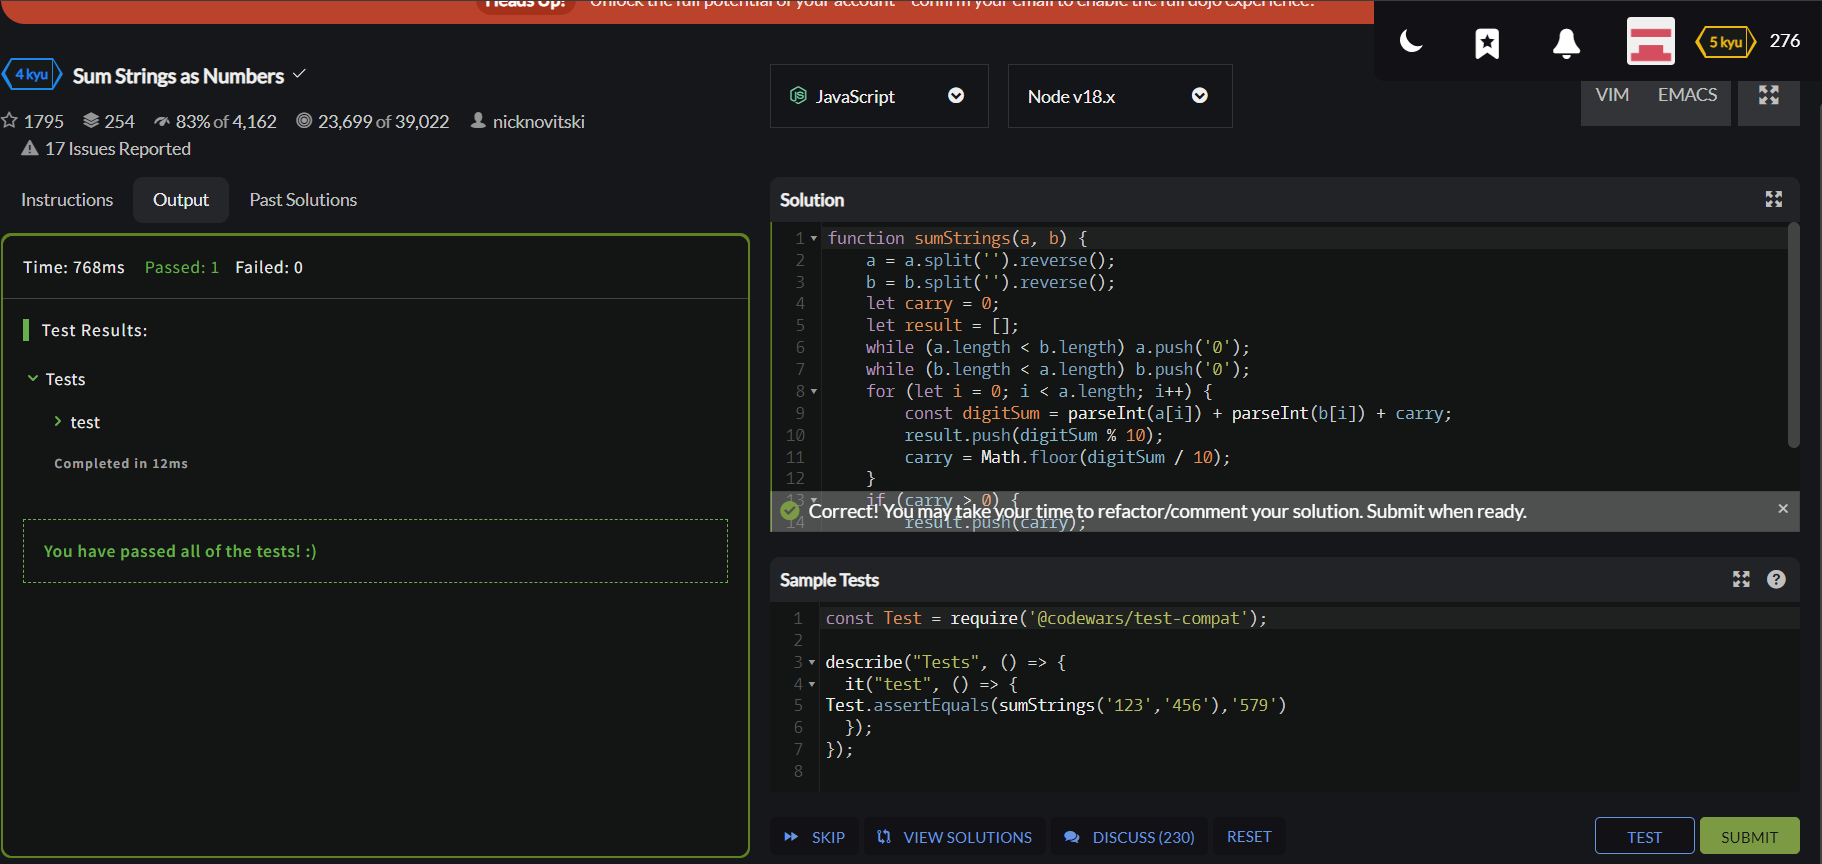 Heads Up! Unlock the full potential of your account - confirm your email to enable the full dojo experience!
5 kyu 276
4 kyu Sum Strings as Numbers
JavaScript Node v18.x VIM EMACS
1795 254 83% of 4,162 23,699 of 39,022 nicknovitski
17 Issues Reported
Instructions Output Past Solutions
Time: 768ms Passed: 1 Failed: 0
Test Results:
Tests
test
Completed in 12ms
You have passed all of the tests! :)
Solution
1 function sumStrings(a, b) {
2 a = a.split('').reverse();
3 b = b.split('').reverse();
4 let carry = 0;
5 let result = [];
6 while (a.length < b.length) a.push('0');
7 while (b.length < a.length) b.push('0');
8 for (let i = 0; i < a.length; i++) {
9 const digitSum = parseInt(a[i]) + parseInt(b[i]) + carry;
10 result.push(digitSum % 10);
11 carry = Math.floor(digitSum / 10);
12 }
13 if (carry > 0) {
Correct! You may take your time to refactor/comment your solution. Submit when ready. ×
14 result.push(carry);
Sample Tests
1 const Test = require('@codewars/test-compat');
2
3 describe("Tests", () => {
4 it("test", () => {
5 Test.assertEquals(sumStrings('123','456'),'579')
6 });
7 });
8
SKIP VIEW SOLUTIONS DISCUSS (230) RESET TEST SUBMIT